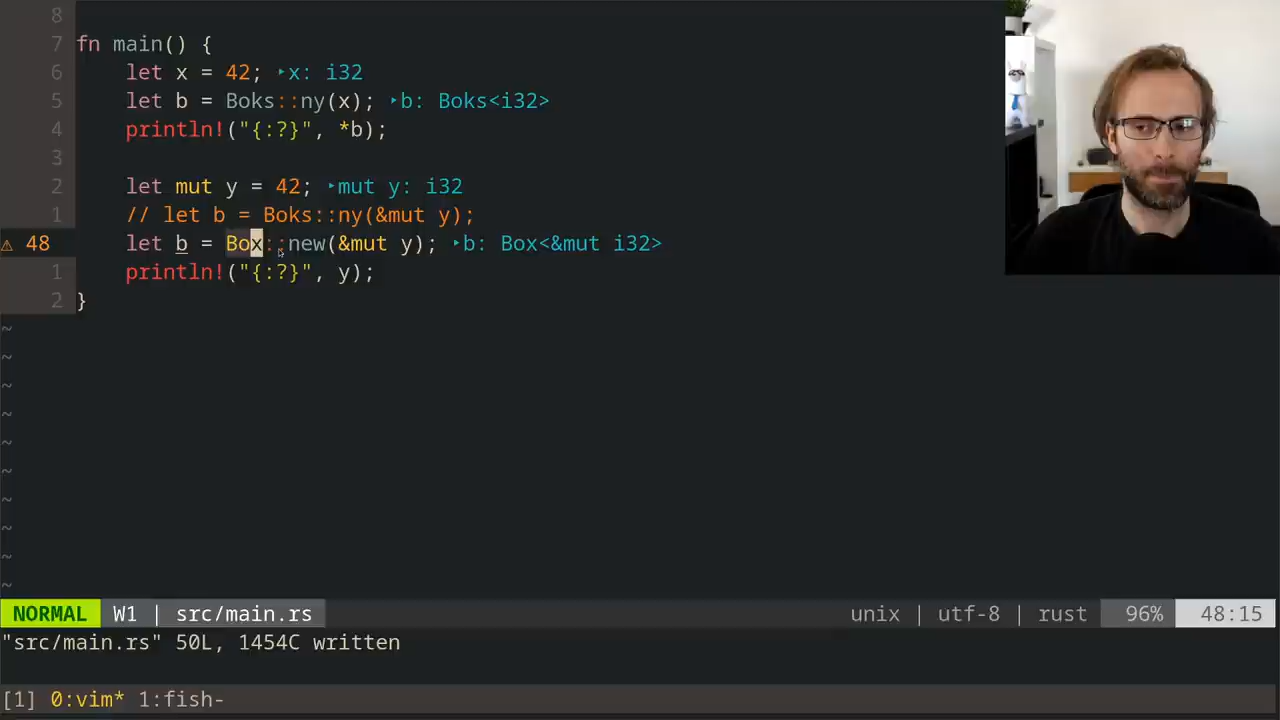 8
7 fn main() {
6 let x = 42; ‣x: i32
5 let b = Boks::ny(x); ‣b: Boks<i32>
4 println!("{:?}", *b);
3
2 let mut y = 42; ‣mut y: i32
1 // let b = Boks::ny(&mut y);
⚠ 48 let b = Box::new(&mut y); ‣b: Box<&mut i32>
1 println!("{:?}", y);
2 }
~
~
~
~
~
~
~
~
~
~
NORMAL W1 | src/main.rs unix | utf-8 | rust 96% 48:15
"src/main.rs" 50L, 1454C written
[1] 0:vim* 1:fish-